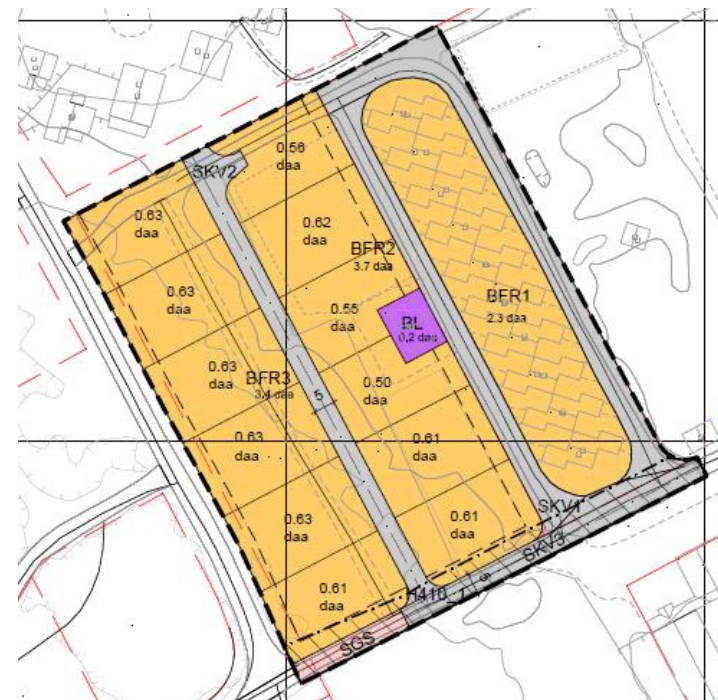 0.56
daa
SKV2
0.63
daa
0.62
daa
BFR2
3.7 daa
0.63
daa
0.55
daa
BL
0,2 daa
BFR1
2.3 daa
0.63
daa
BFR3
3.4 daa
0.50
daa
5
0.63
daa
0.61
daa
0.63
daa
0.61
daa
SKV1
SKV3
0.61
daa
H410_1
5
SGS